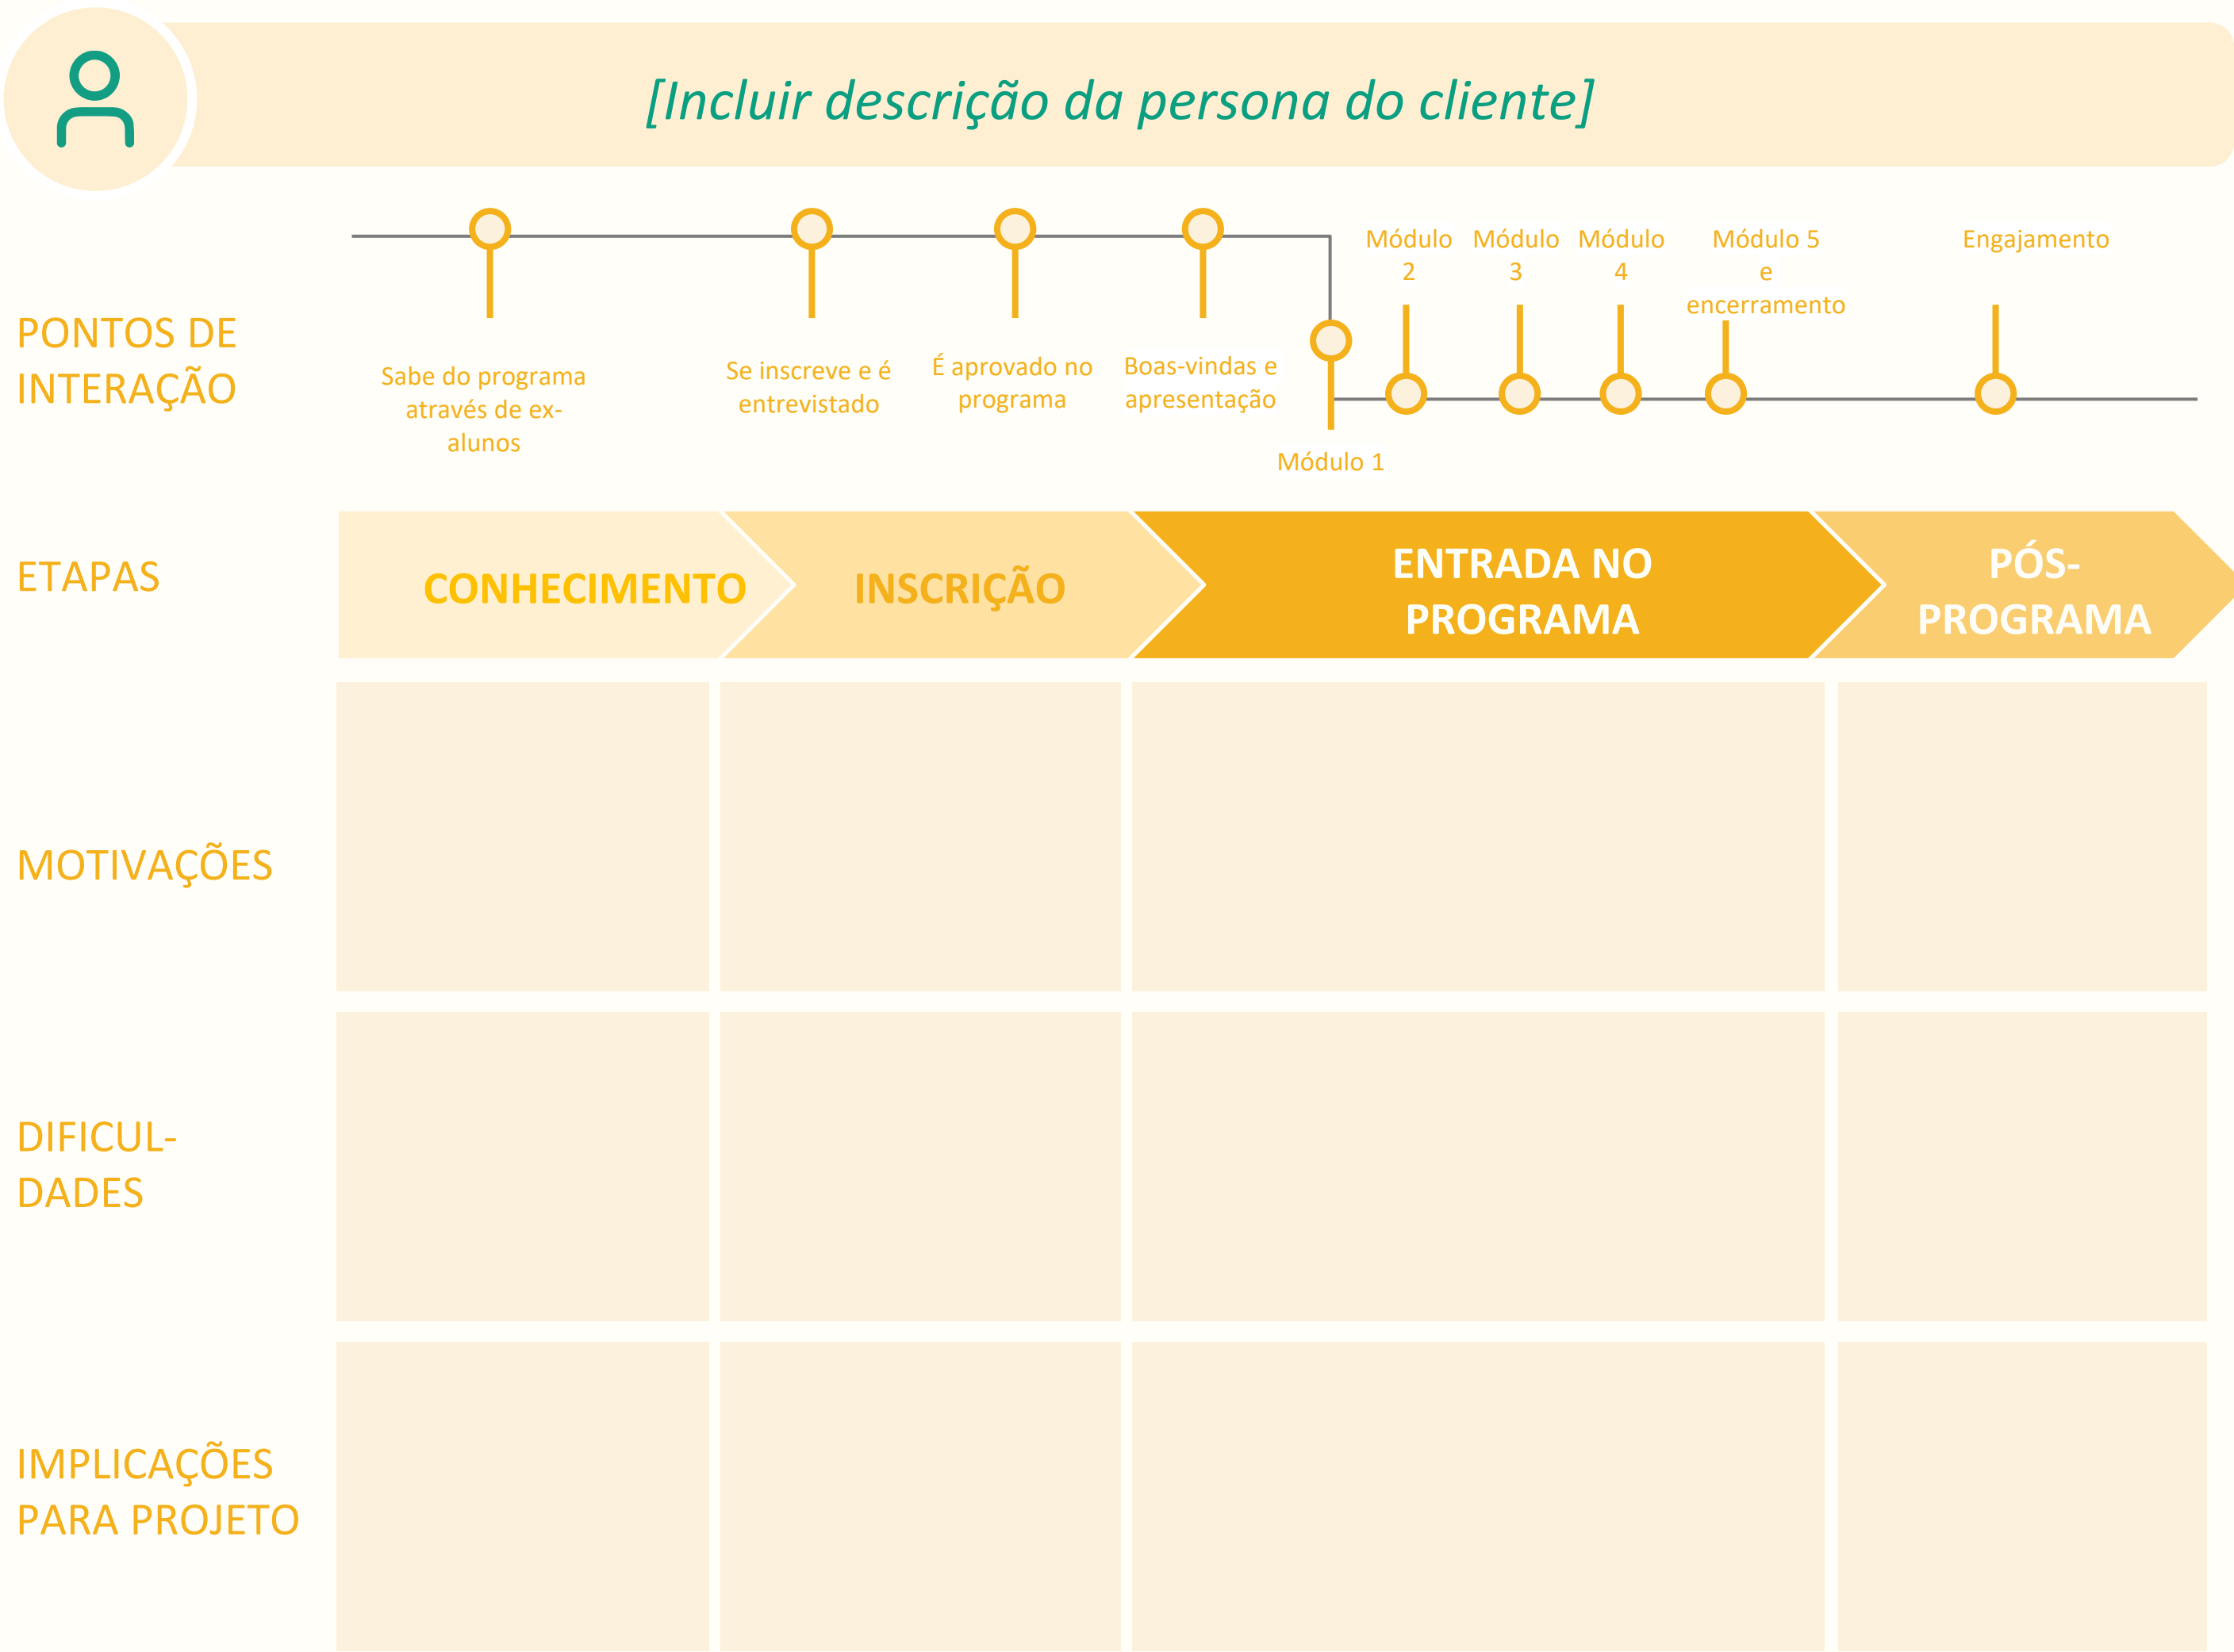 [Incluir descrição da persona do cliente]
PONTOS DE
INTERAÇÃO
Sabe do programa
através de ex-
alunos
Se inscreve e é
entrevistado
É aprovado no
programa
Boas-vindas e
apresentação
Módulo 1
Módulo
2
Módulo
3
Módulo
4
Módulo 5
e
encerramento
Engajamento
ETAPAS
CONHECIMENTO
INSCRIÇÃO
ENTRADA NO
PROGRAMA
PÓS-
PROGRAMA
MOTIVAÇÕES
DIFICUL-
DADES
IMPLICAÇÕES
PARA PROJETO